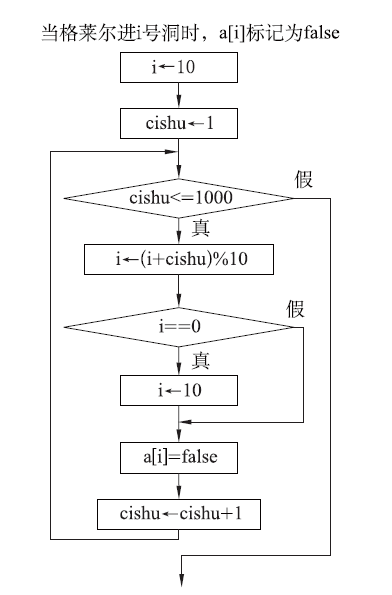 当格莱尔进i号洞时，a[i]标记为false
i←10
cishu←1
cishu<=1000
假
真
i←(i+cishu)%10
i==0
假
真
i←10
a[i]=false
cishu←cishu+1